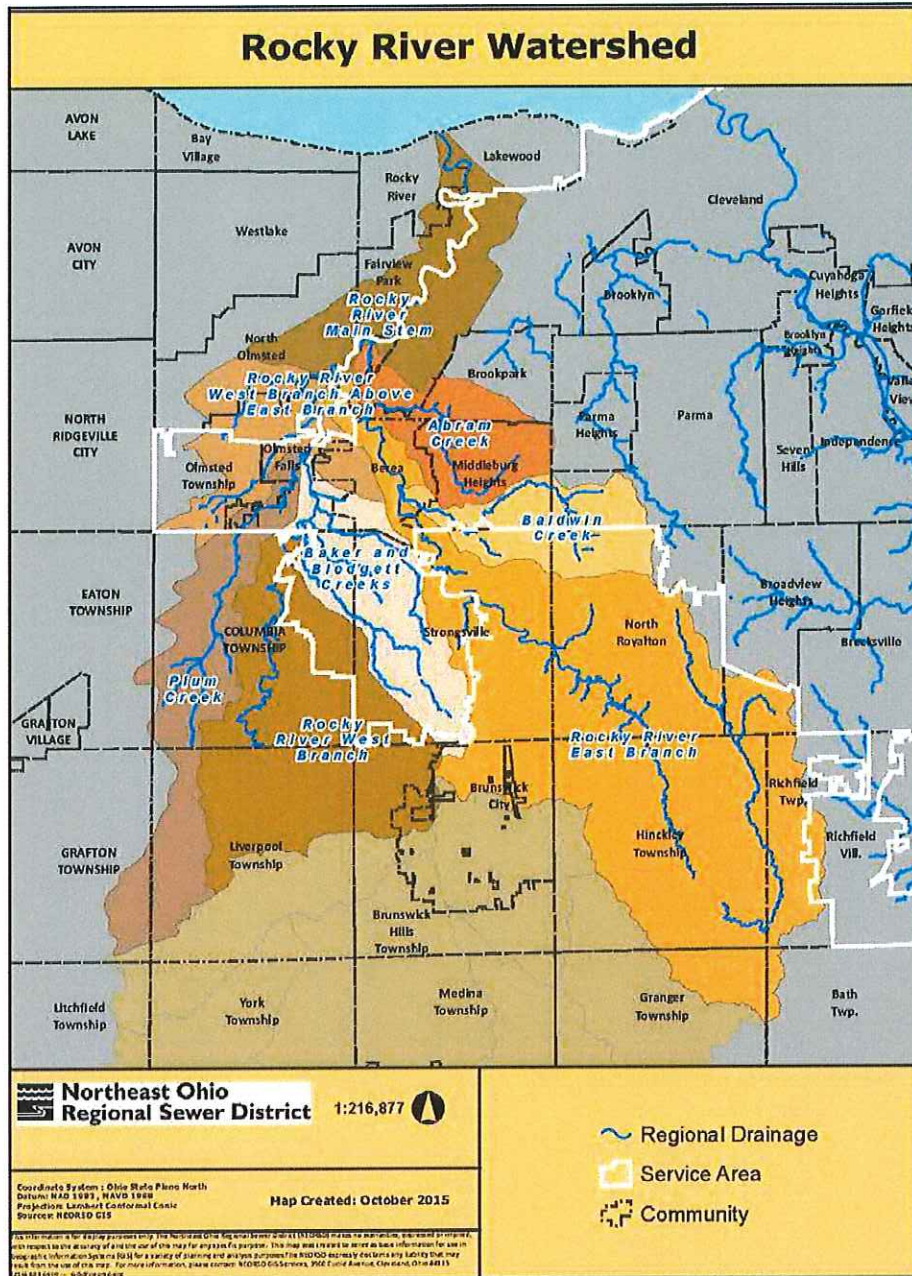 Rocky River Watershed
AVON
LAKE
Bay
Village
Rocky
River
Lakewood
Cleveland
Westlake
AVON
CITY
Fairview
Park
Rocky
River
Main Stem
Brooklyn
Cuyahoga
Heights
Garfield
Heights
Brooklyn
Heights
North
Olmsted
Brookpark
Valley
View
Rocky River
West Branch Above
East Branch
NORTH
RIDGEVILLE
CITY
Abram
Creek
Parma
Heights
Parma
Seven
Hills
Independence
Olmsted
Township
Olmsted
Falls
Berea
Middleburg
Heights
Baldwin
Creek
Baker and
Blodgett
Creeks
EATON
TOWNSHIP
COLUMBIA
TOWNSHIP
Strongsville
North
Royalton
Broadview
Heights
Brecksville
Plum
Creek
GRAFTON
VILLAGE
Rocky
River West
Branch
Rocky River
East Branch
Brunswick
City
Richfield
Twp.
Richfield
Vill.
GRAFTON
TOWNSHIP
Liverpool
Township
Hinckley
Township
Brunswick
Hills
Township
Litchfield
Township
York
Township
Medina
Township
Granger
Township
Bath
Twp.
Northeast Ohio
Regional Sewer District
1:216,877
Coordinate System : Ohio State Plane North
Datum: NAD 1983, NAVD 1988
Projection: Lambert Conformal Conic
Sources: NEORSD GIS
Map Created: October 2015
Regional Drainage
Service Area
Community